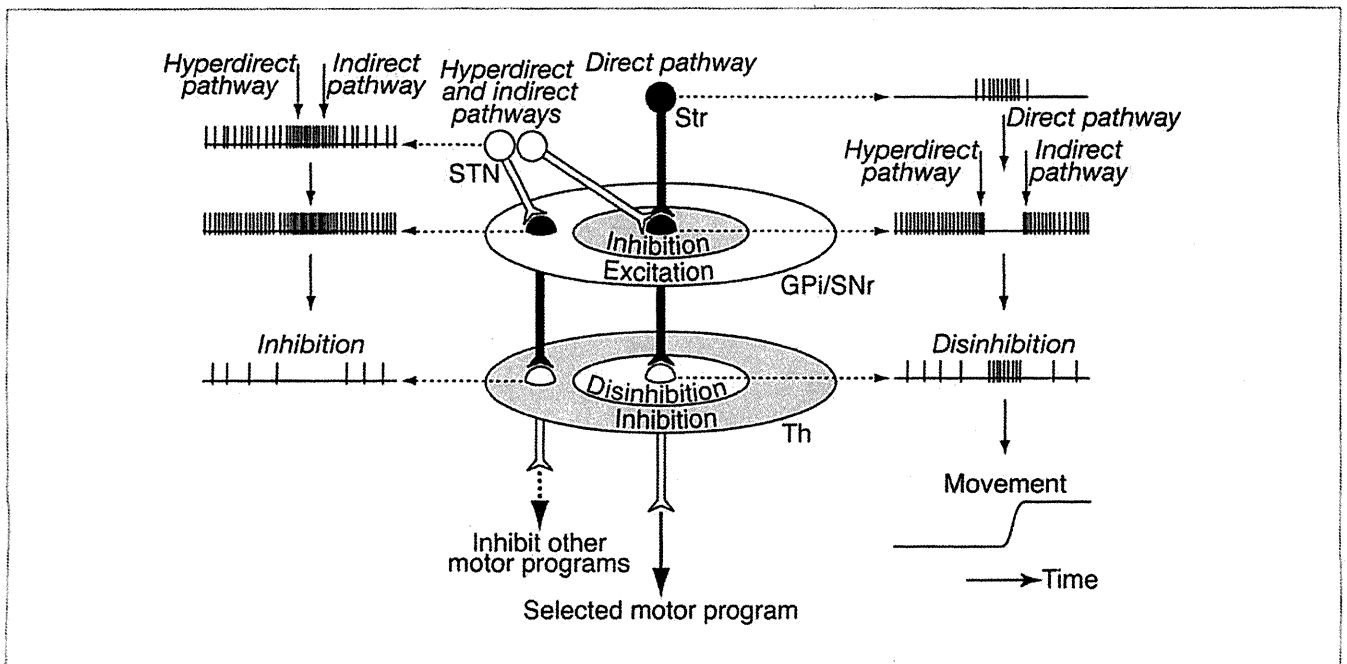 Hyperdirect
pathway
Indirect
pathway
Hyperdirect
and indirect
pathways
Direct pathway
Str
STN
Direct pathway
Hyperdirect
pathway
Indirect
pathway
Inhibition
Excitation
GPi/SNr
Inhibition
Disinhibition
Disinhibition
Inhibition
Th
Movement
Time
Inhibit other
motor programs
Selected motor program